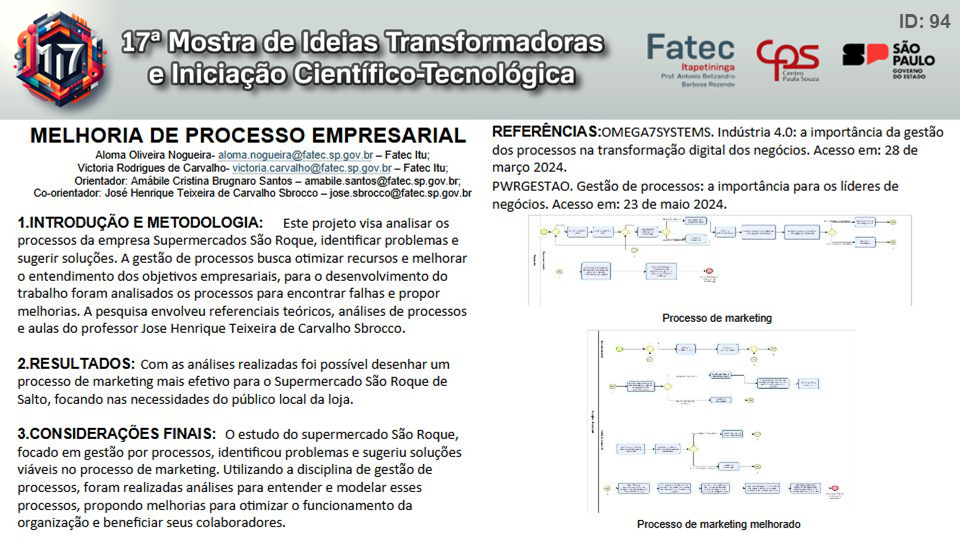 ID: 94
17ª Mostra de Ideias Transformadoras
e Iniciação Científico-Tecnológica
M17
Fatec
Itapetininga
Prof. Antonio Belizandro
Barbosa Rezende
CPS
Centro
Paula Souza
SP
SÃO PAULO
GOVERNO
DO ESTADO
MELHORIA DE PROCESSO EMPRESARIAL
Aloma Oliveira Nogueira- aloma.nogueira@fatec.sp.gov.br – Fatec Itu;
Victoria Rodrigues de Carvalho- victoria.carvalho@fatec.sp.gov.br – Fatec Itu;
Orientador: Amábile Cristina Brugnaro Santos – amabile.santos@fatec.sp.gov.br;
Co-orientador: José Henrique Teixeira de Carvalho Sbrocco – jose.sbrocco@fatec.sp.gov.br
1.INTRODUÇÃO E METODOLOGIA: Este projeto visa analisar os
processos da empresa Supermercados São Roque, identificar problemas e
sugerir soluções. A gestão de processos busca otimizar recursos e melhorar
o entendimento dos objetivos empresariais, para o desenvolvimento do
trabalho foram analisados os processos para encontrar falhas e propor
melhorias. A pesquisa envolveu referenciais teóricos, análises de processos
e aulas do professor Jose Henrique Teixeira de Carvalho Sbrocco.
2.RESULTADOS: Com as análises realizadas foi possível desenhar um
processo de marketing mais efetivo para o Supermercado São Roque de
Salto, focando nas necessidades do público local da loja.
3.CONSIDERAÇÕES FINAIS: O estudo do supermercado São Roque,
focado em gestão por processos, identificou problemas e sugeriu soluções
viáveis no processo de marketing. Utilizando a disciplina de gestão de
processos, foram realizadas análises para entender e modelar esses
processos, propondo melhorias para otimizar o funcionamento da
organização e beneficiar seus colaboradores.
REFERÊNCIAS:OMEGA7SYSTEMS. Indústria 4.0: a importância da gestão
dos processos na transformação digital dos negócios. Acesso em: 28 de
março 2024.
PWRGESTAO. Gestão de processos: a importância para os líderes de
negócios. Acesso em: 23 de maio 2024.
Processo de marketing
Processo de marketing melhorado